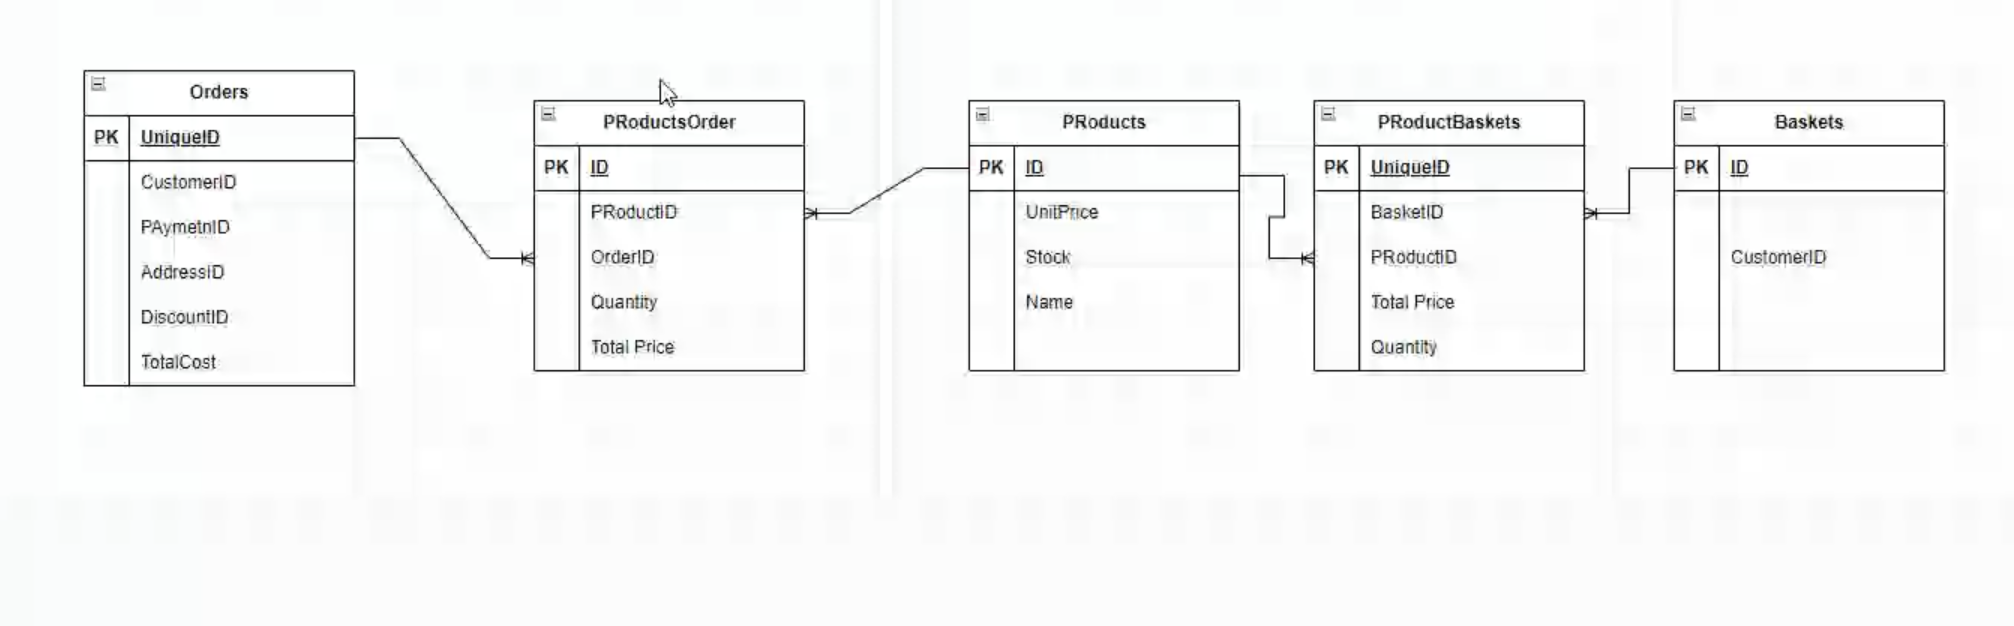 Orders
PK UniqueID
CustomerID
PAymetnID
AddressID
DiscountID
TotalCost
PRoductsOrder
PK ID
PRoductID
OrderID
Quantity
Total Price
PRoducts
PK ID
UnitPrice
Stock
Name
PRoductBaskets
PK UniqueID
BasketID
PRoductID
Total Price
Quantity
Baskets
PK ID
CustomerID